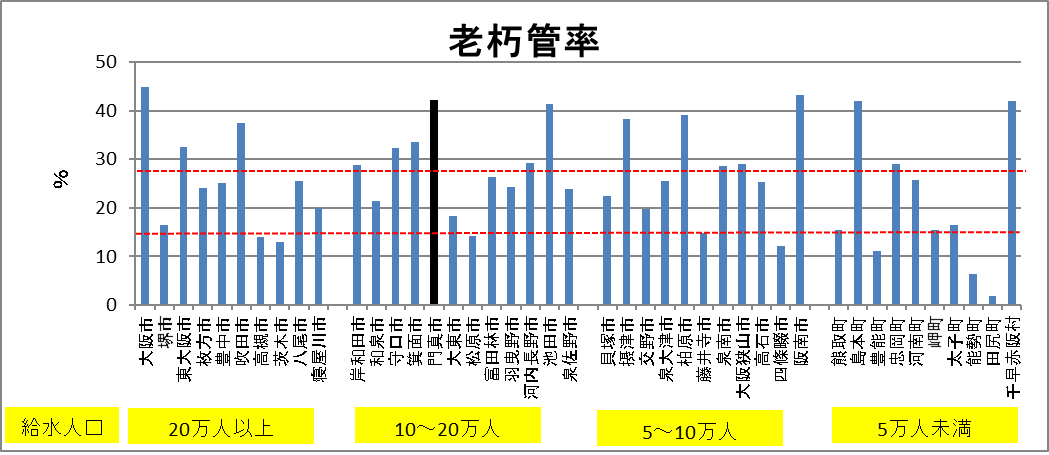 老朽管率
50
40
30
20
10
0
%
大阪市
堺市
東大阪市
枚方市
豊中市
吹田市
高槻市
茨木市
八尾市
寝屋川市
岸和田市
和泉市
守口市
箕面市
門真市
大東市
松原市
富田林市
羽曳野市
河内長野市
池田市
泉佐野市
貝塚市
摂津市
交野市
泉大津市
柏原市
藤井寺市
泉南市
大阪狭山市
高石市
四條畷市
阪南市
熊取町
島本町
豊能町
忠岡町
河南町
岬町
太子町
能勢町
田尻町
千早赤阪村
給水人口
20万人以上
10～20万人
5～10万人
5万人未満